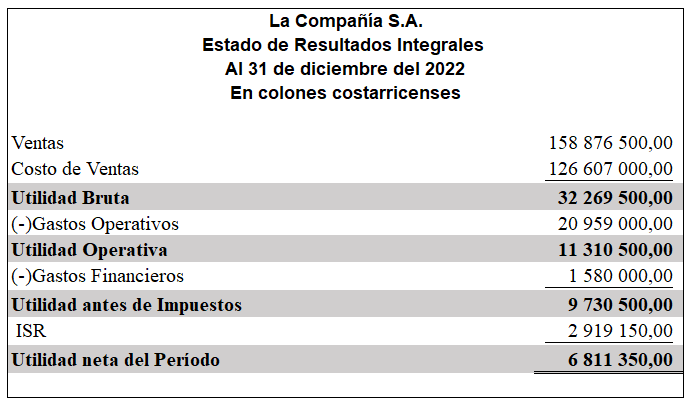 La Compañía S.A.
Estado de Resultados Integrales
Al 31 de diciembre del 2022
En colones costarricenses
Ventas 158 876 500,00
Costo de Ventas 126 607 000,00
Utilidad Bruta 32 269 500,00
(-)Gastos Operativos 20 959 000,00
Utilidad Operativa 11 310 500,00
(-)Gastos Financieros 1 580 000,00
Utilidad antes de Impuestos 9 730 500,00
ISR 2 919 150,00
Utilidad neta del Período 6 811 350,00